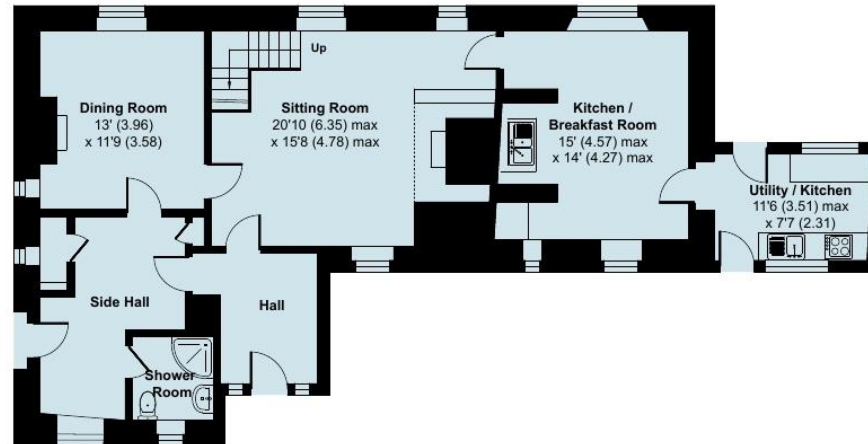 Up
Dining Room
13' (3.96)
x 11'9 (3.58)
Sitting Room
20'10 (6.35) max
x 15'8 (4.78) max
Kitchen /
Breakfast Room
15' (4.57) max
x 14' (4.27) max
Utility / Kitchen
11'6 (3.51) max
x 7'7 (2.31)
Side Hall
Hall
Shower
Room